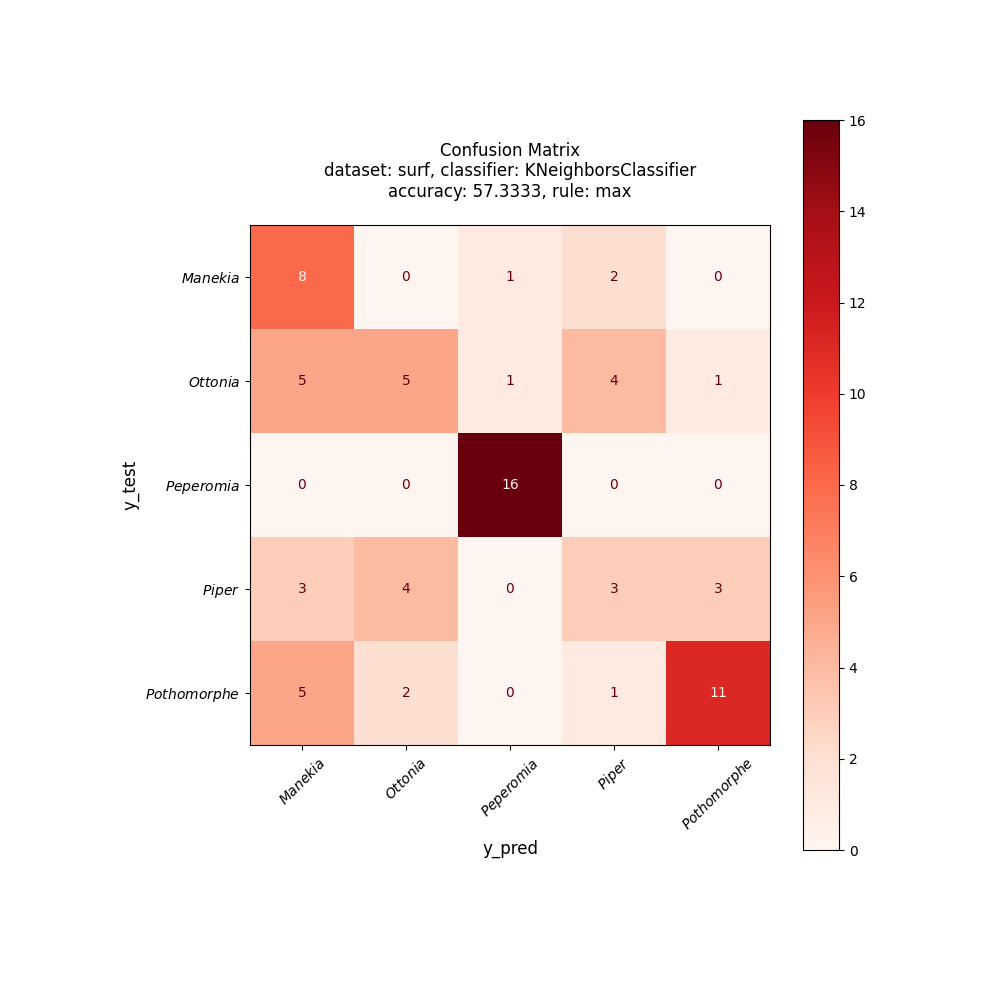 Confusion Matrix
dataset: surf, classifier: KNeighborsClassifier
accuracy: 57.3333, rule: max
Manekia 8 0 1 2 0
Ottonia 5 5 1 4 1
Peperomia 0 0 16 0 0
Piper 3 4 0 3 3
Pothomorphe 5 2 0 1 11
y_test
Manekia Ottonia Peperomia Piper Pothomorphe
y_pred
16
14
12
10
8
6
4
2
0